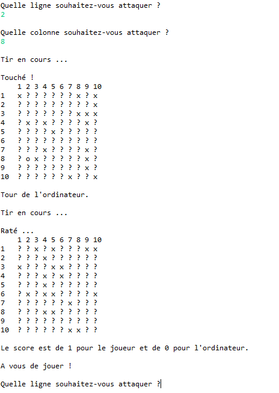 Quelle ligne souhaitez-vous attaquer ?
2
Quelle colonne souhaitez-vous attaquer ?
8
Tir en cours ...
Touché !
1 2 3 4 5 6 7 8 9 10
1 x ? ? ? ? ? ? x ? x
2 ? ? ? ? ? ? ? ? ? x
3 ? ? ? ? ? ? ? x x x
4 ? x ? x ? ? ? ? x ?
5 ? ? ? ? x ? ? ? ? ?
6 ? ? ? ? ? ? ? ? ? ?
7 ? ? ? x ? ? ? ? x ?
8 ? o x ? ? ? ? ? x ?
9 ? ? ? ? ? ? ? ? x ?
10 ? ? ? ? ? ? x ? ? x
Tour de l'ordinateur.
Tir en cours ...
Raté ...
1 2 3 4 5 6 7 8 9 10
1 ? ? x ? x ? ? ? x x
2 ? ? ? x ? ? ? ? ? ?
3 x ? ? ? x x ? ? ? ?
4 ? ? ? x ? ? ? ? ? ?
5 ? ? ? x ? x ? ? ? ?
6 ? x ? x x ? ? ? ? x
7 ? ? ? ? ? ? x ? ? ?
8 ? ? ? x x ? ? ? ? ?
9 ? ? ? ? ? ? ? ? ? ?
10 ? ? ? ? ? ? x x ? ?
Le score est de 1 pour le joueur et de 0 pour l'ordinateur.
A vous de jouer !
Quelle ligne souhaitez-vous attaquer ?